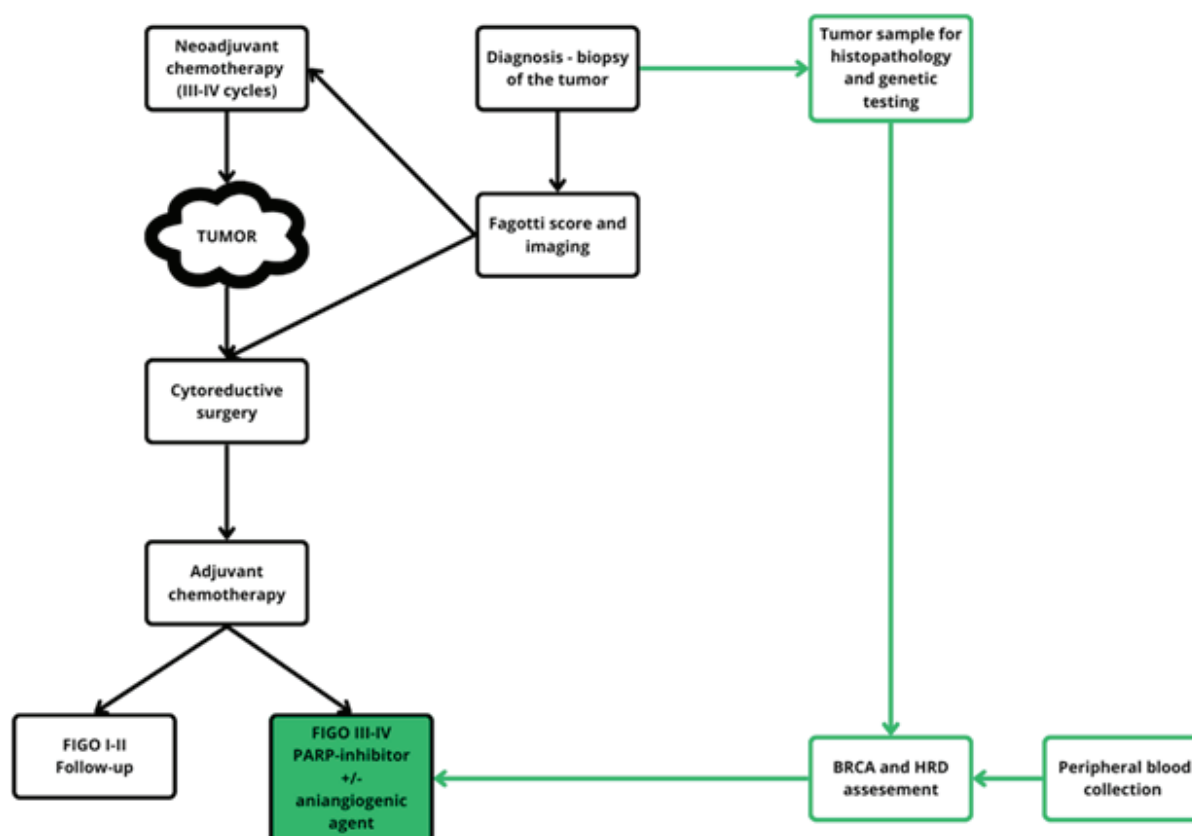 Neoadjuvant
chemotherapy
(III-IV cycles)
Diagnosis - biopsy
of the tumor
Tumor sample for
histopathology
and genetic
testing
TUMOR
Fagotti score and
imaging
Cytoreductive
surgery
Adjuvant
chemotherapy
FIGO I-II
Follow-up
FIGO III-IV
PARP-inhibitor
+/-
aniangiogenic
agent
BRCA and HRD
assesement
Peripheral blood
collection